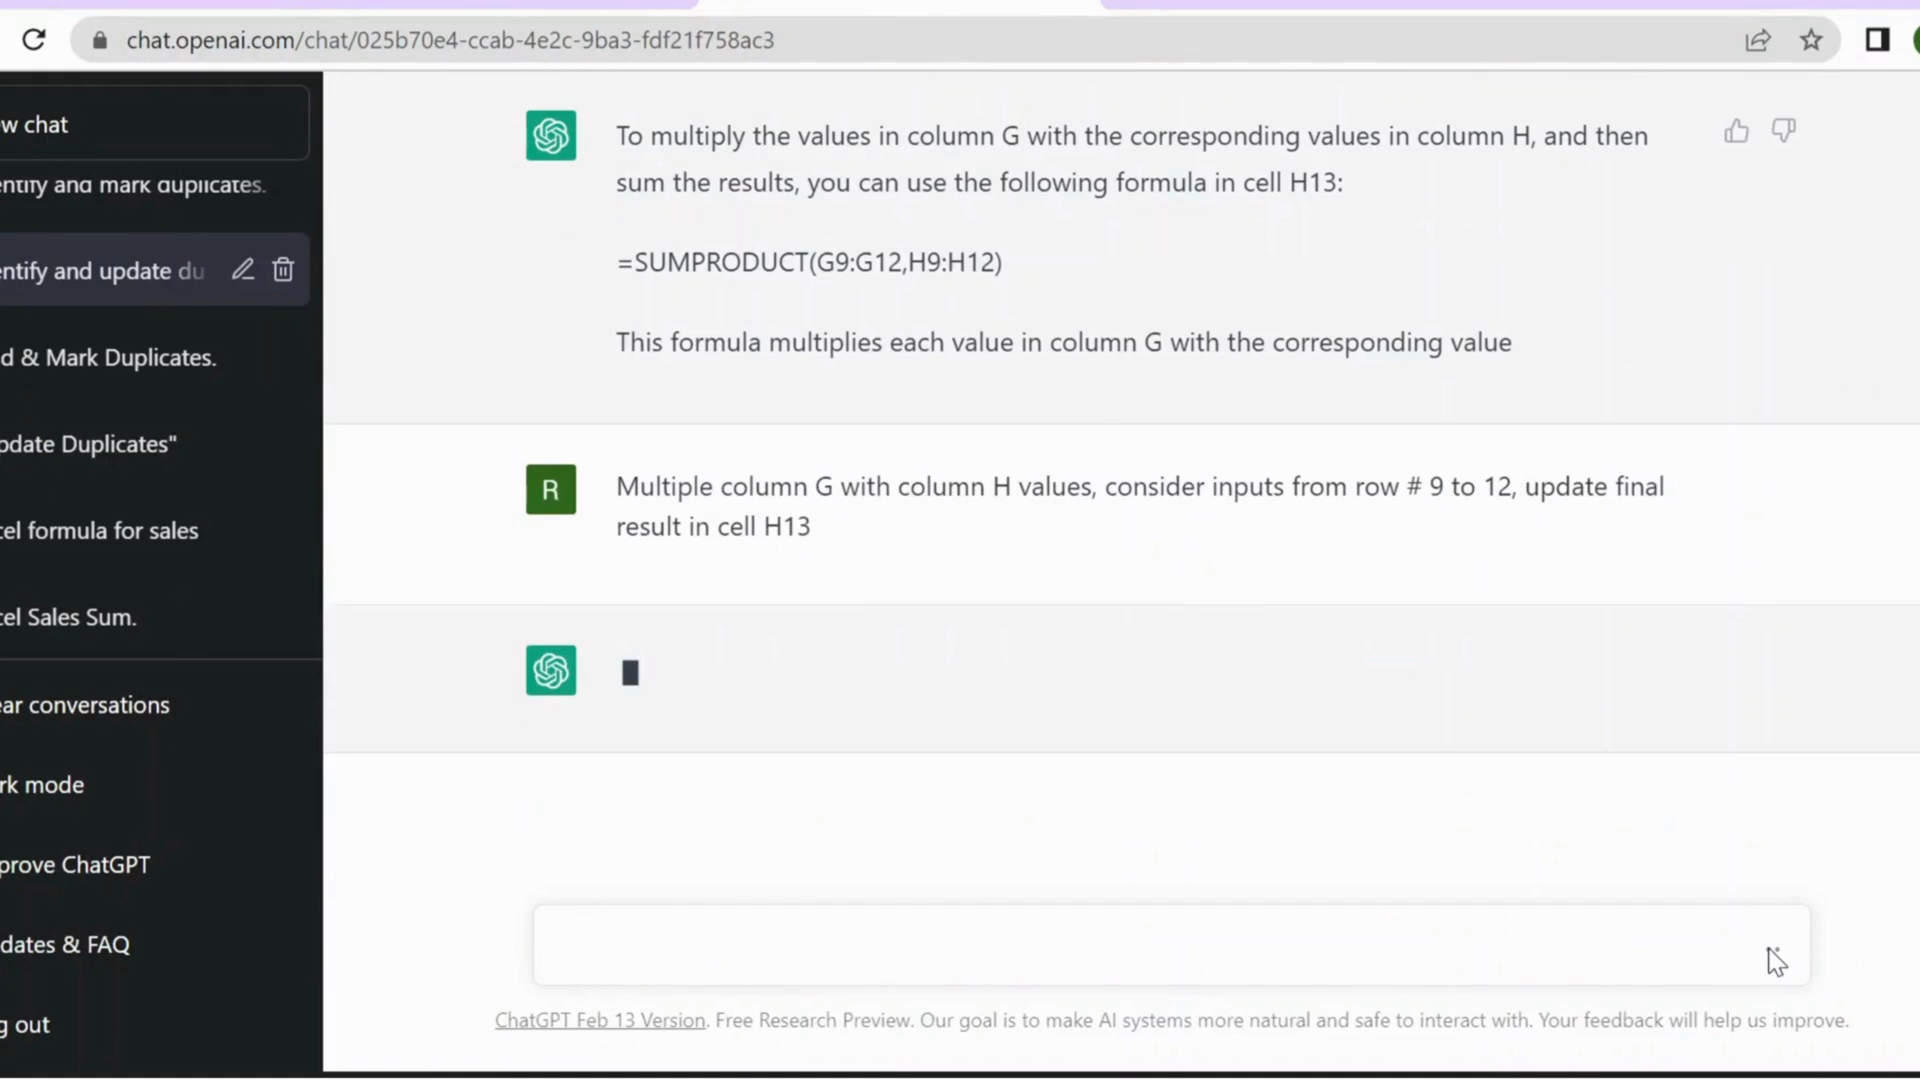 chat.openai.com/chat/025b70e4-ccab-4e2c-9ba3-fdf21f758ac3
w chat
entify and mark duplicates.
entify and update du
d & Mark Duplicates.
pdate Duplicates"
cel formula for sales
cel Sales Sum.
ear conversations
rk mode
prove ChatGPT
dates & FAQ
g out
To multiply the values in column G with the corresponding values in column H, and then
sum the results, you can use the following formula in cell H13:
=SUMPRODUCT(G9:G12,H9:H12)
This formula multiplies each value in column G with the corresponding value
R
Multiple column G with column H values, consider inputs from row # 9 to 12, update final
result in cell H13
ChatGPT Feb 13 Version. Free Research Preview. Our goal is to make AI systems more natural and safe to interact with. Your feedback will help us improve.